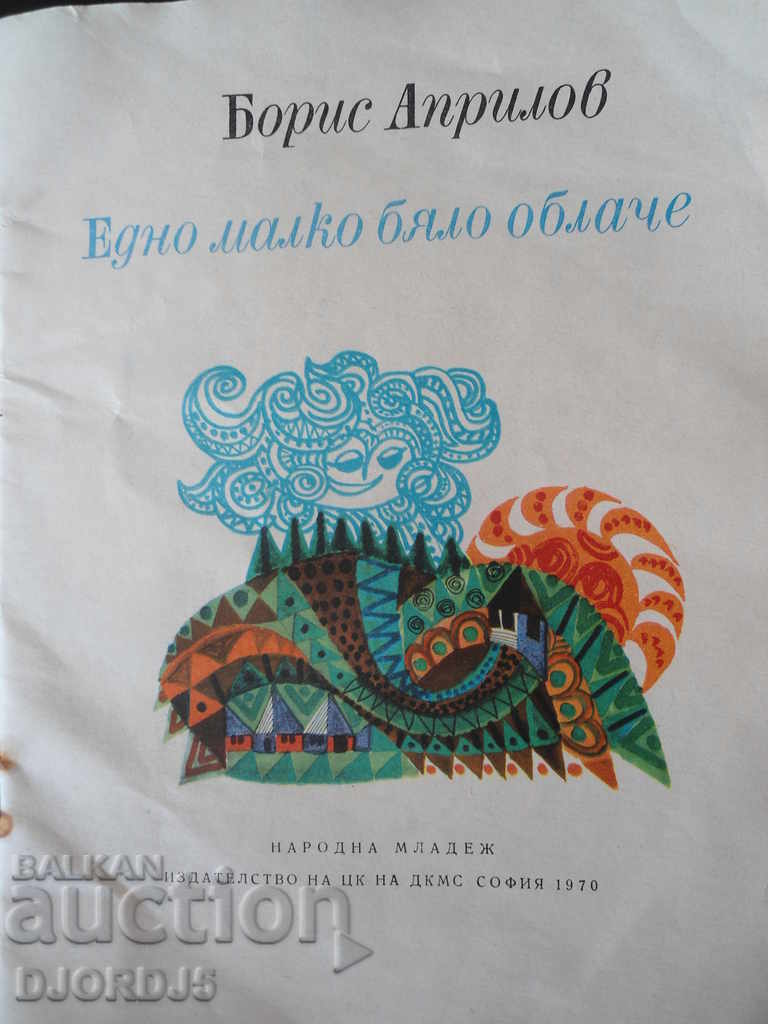 Борис Априлов
Едно малко бяло облаче
НАРОДНА МЛАДЕЖ
ИЗДАТЕЛСТВО НА ЦК НА ДКМС СОФИЯ 1970
BALKAN
auction
DJORDJ5